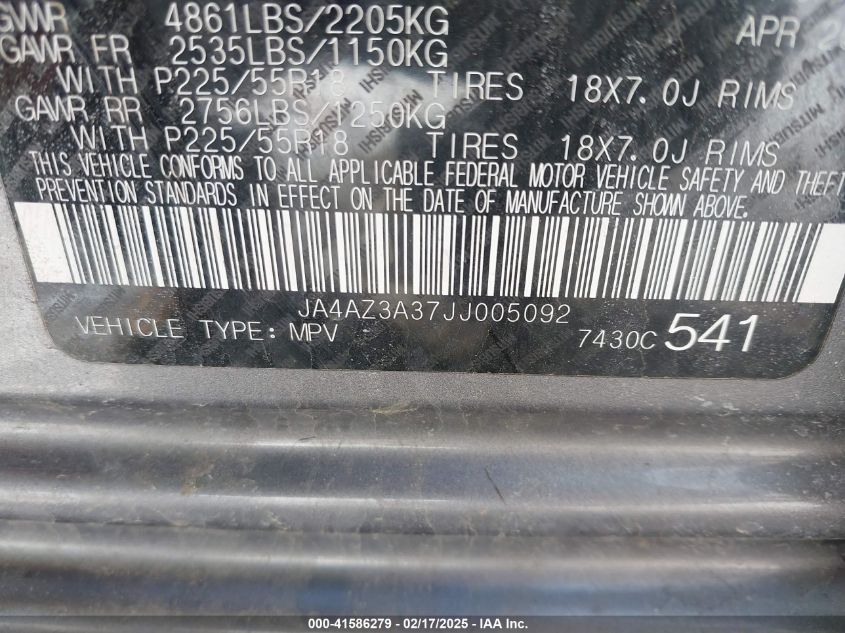 GVWR 4861LBS/2205KG APR
GAWR FR 2535LBS/1150KG
WITH P225/55R18 TIRES 18X7.0J RIMS
GAWR RR 2756LBS/1250KG
WITH P225/55R18 TIRES 18X7.0J RIMS
THIS VEHICLE CONFORMS TO ALL APPLICABLE FEDERAL MOTOR VEHICLE SAFETY AND THEFT
PREVENTION STANDARDS IN EFFECT ON THE DATE OF MANUFACTURE SHOWN ABOVE.
JA4AZ3A37JJ005092
VEHICLE TYPE: MPV 7430C 541
000-41586279 - 02/17/2025 - IAA Inc.